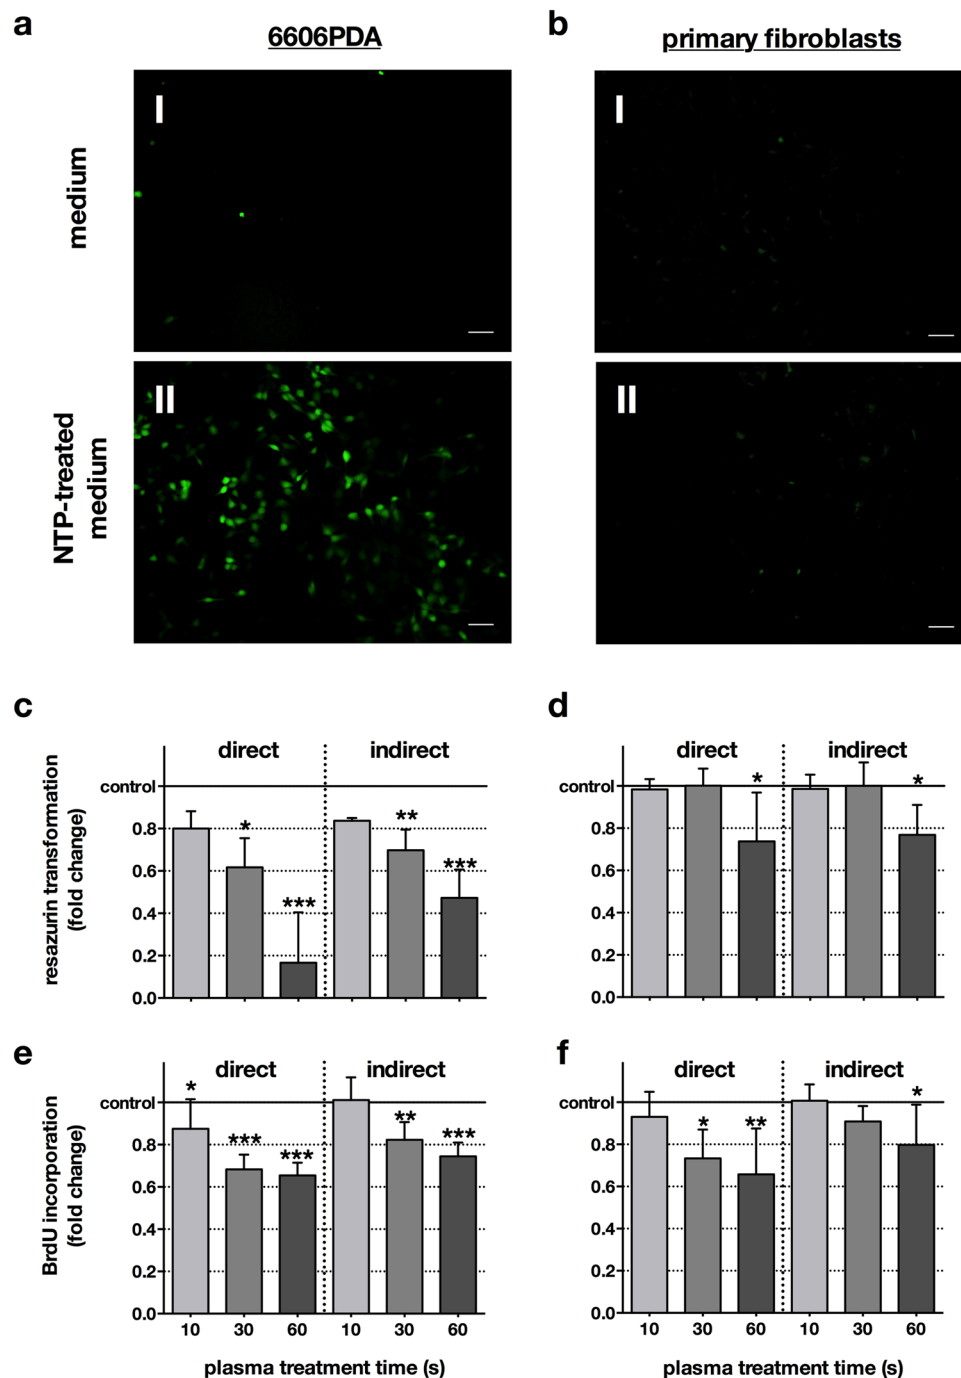 a
b
6606PDA
primary fibroblasts
medium
I
I
NTP-treated
medium
II
II
c
d
resazurin transformation
(fold change)
direct
indirect
control
0.8
0.6
0.4
0.2
0.0
*
***
**
***
direct
indirect
control
0.8
0.6
0.4
0.2
0.0
*
*
e
f
BrdU incorporation
(fold change)
direct
indirect
control
0.8
0.6
0.4
0.2
0.0
*
***
***
**
***
10 30 60 10 30 60
plasma treatment time (s)
direct
indirect
control
0.8
0.6
0.4
0.2
0.0
*
**
*
10 30 60 10 30 60
plasma treatment time (s)